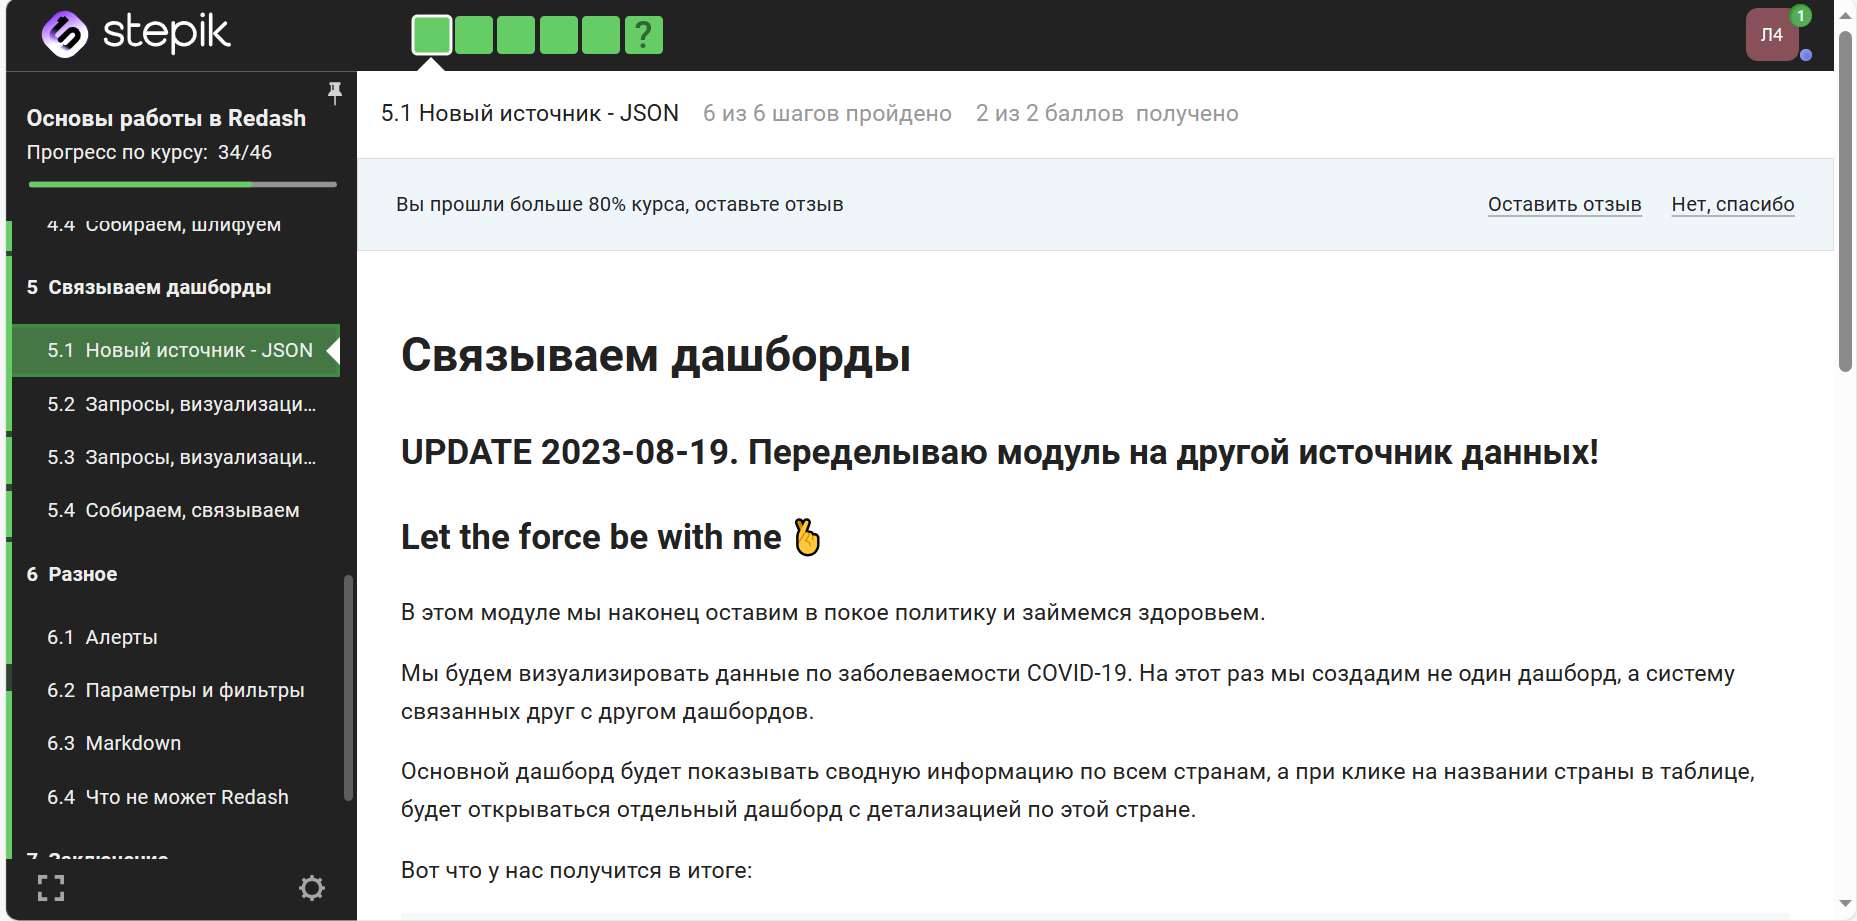 stepik
?
Л4
1
Основы работы в Redash
Прогресс по курсу: 34/46
4.4 Собираем, шлифуем
5 Связываем дашборды
5.1 Новый источник - JSON
5.2 Запросы, визуализаци...
5.3 Запросы, визуализаци...
5.4 Собираем, связываем
6 Разное
6.1 Алерты
6.2 Параметры и фильтры
6.3 Markdown
6.4 Что не может Redash
7 Заключение
5.1 Новый источник - JSON 6 из 6 шагов пройдено 2 из 2 баллов получено
Вы прошли больше 80% курса, оставьте отзыв Оставить отзыв Нет, спасибо
Связываем дашборды
UPDATE 2023-08-19. Переделываю модуль на другой источник данных!
Let the force be with me 🤞
В этом модуле мы наконец оставим в покое политику и займемся здоровьем.
Мы будем визуализировать данные по заболеваемости COVID-19. На этот раз мы создадим не один дашборд, а систему
связанных друг с другом дашбордов.
Основной дашборд будет показывать сводную информацию по всем странам, а при клике на названии страны в таблице,
будет открываться отдельный дашборд с детализацией по этой стране.
Вот что у нас получится в итоге: